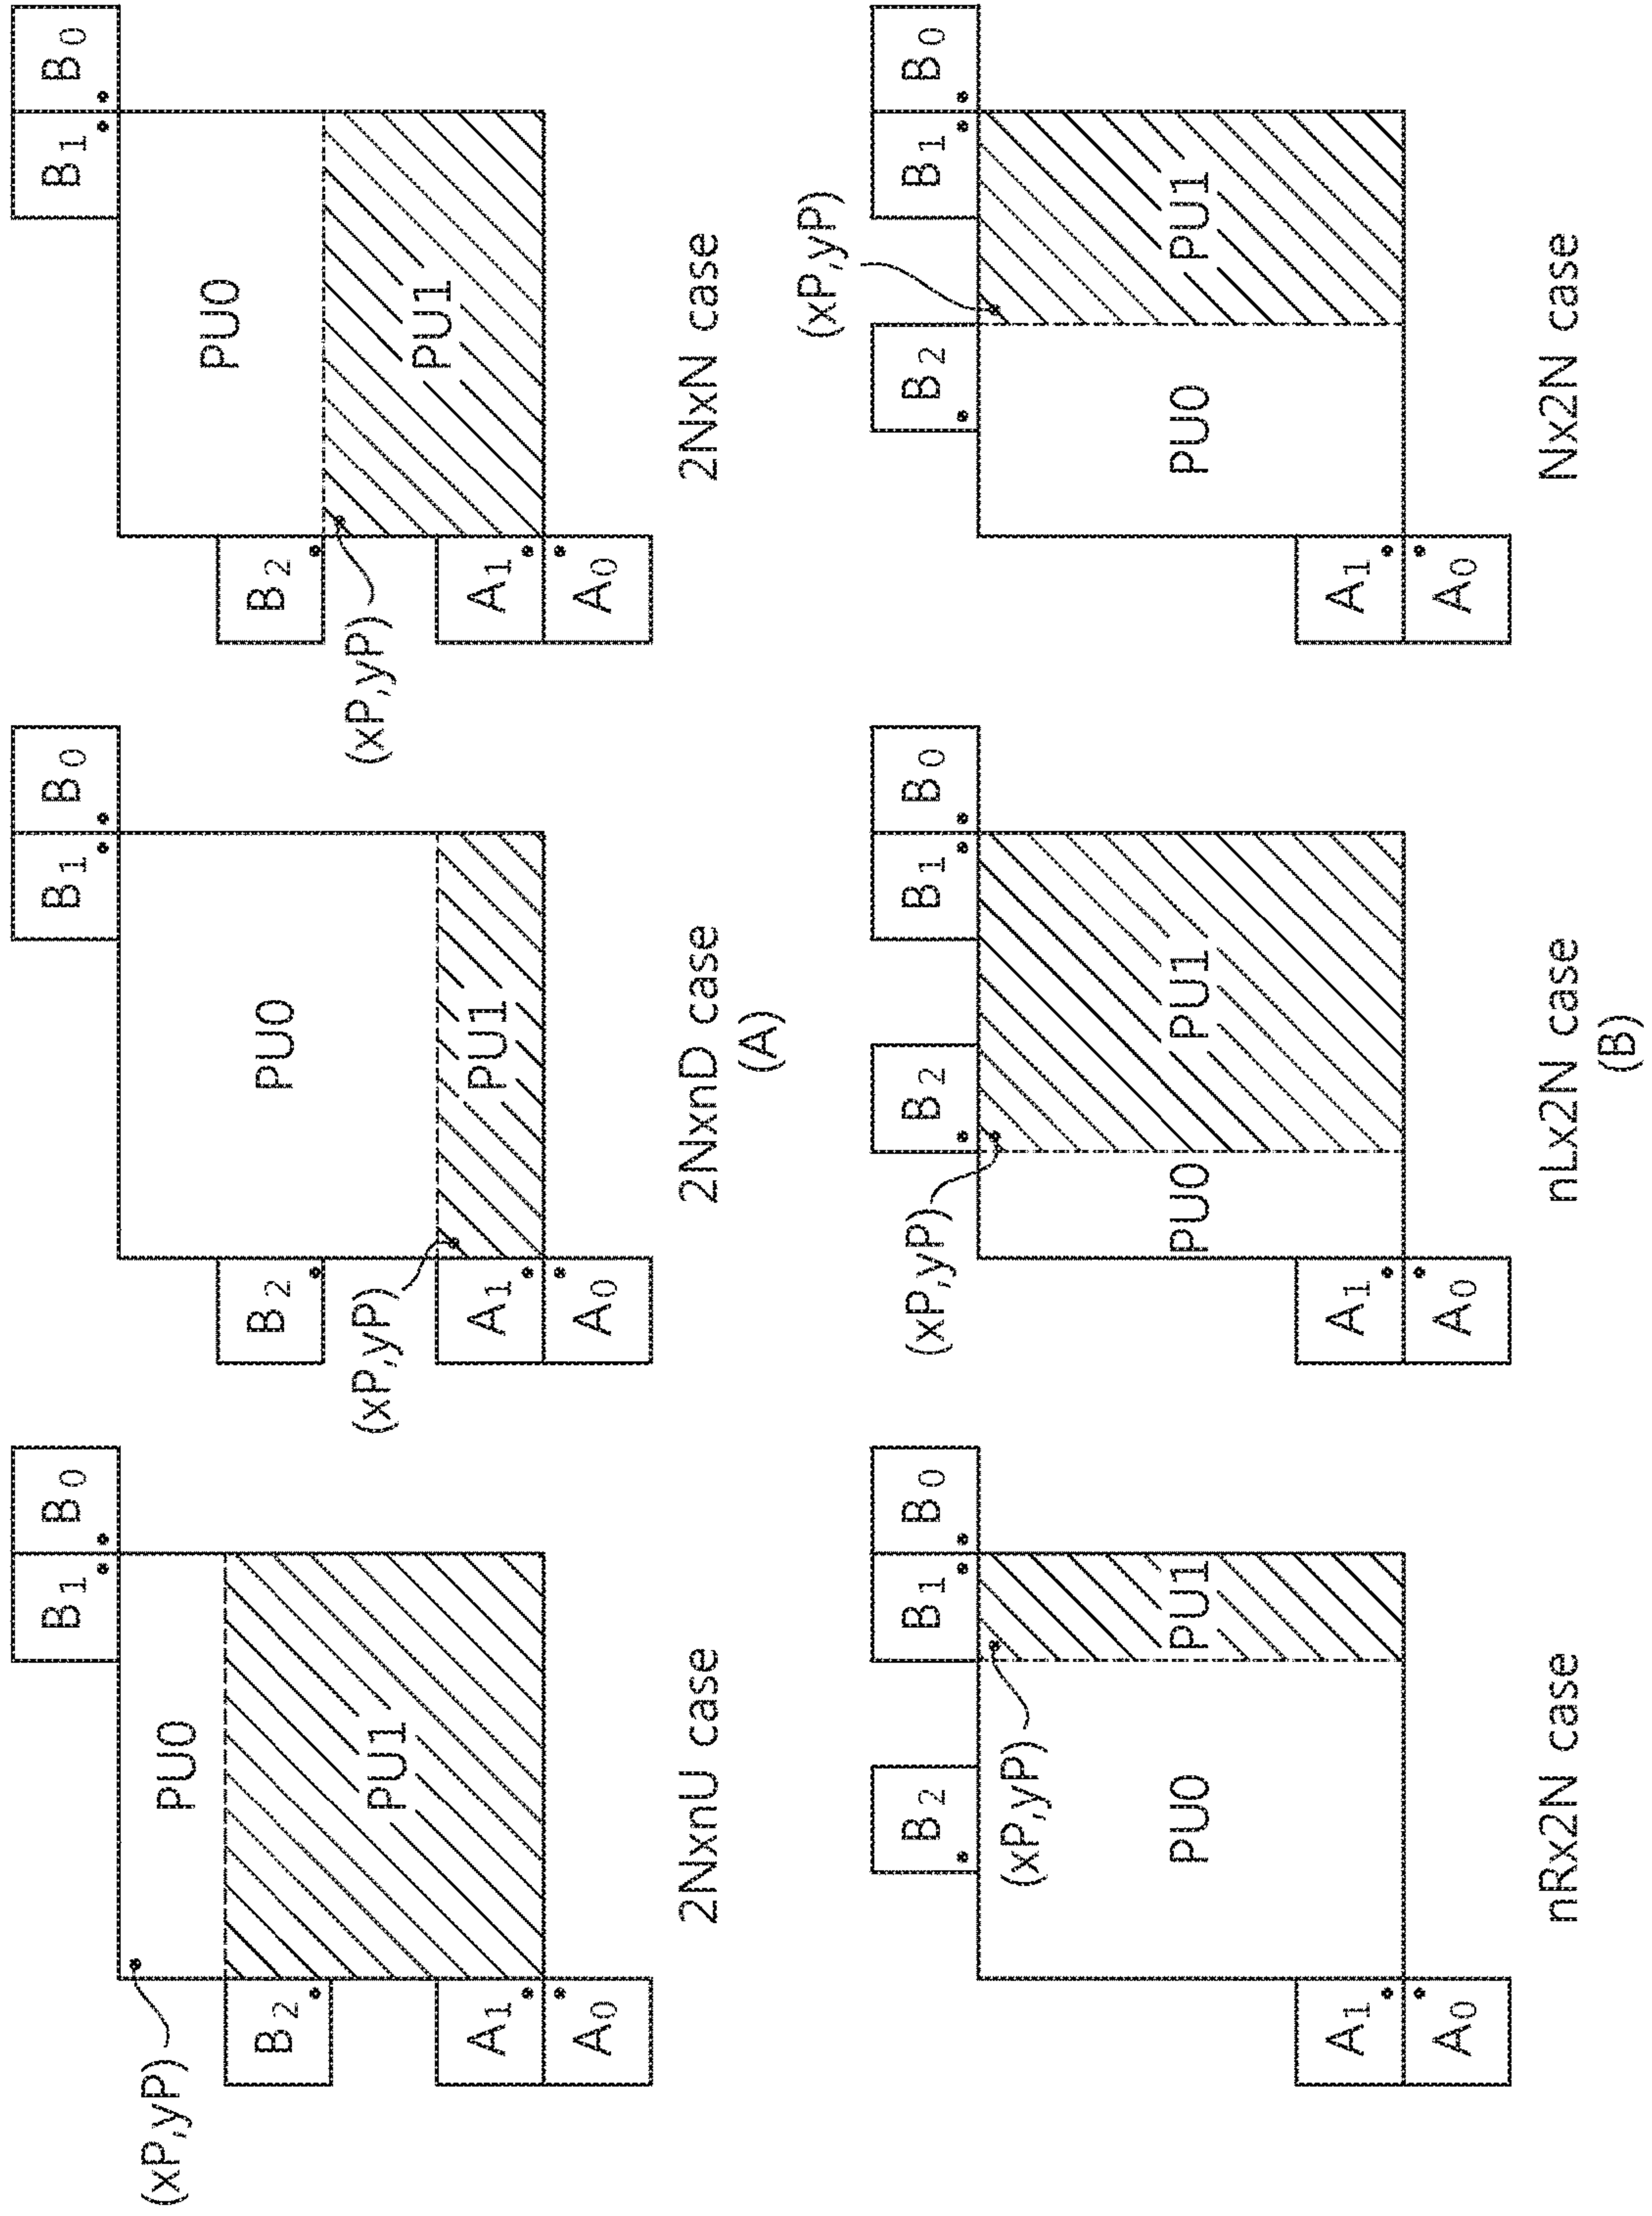 B1 B0
(xP,yP)
PU0
B2
PU1
A1
A0
2NxnU case
B1 B0
PU0
B2
(xP,yP)
PU1
A1
A0
2NxnD case
(A)
B1 B0
PU0
B2
(xP,yP)
PU1
A1
A0
2NxN case
B2 B1 B0
(xP,yP)
PU0 PU1
A1
A0
nRx2N case
B2 B1 B0
(xP,yP)
PU0 PU1
A1
A0
nLx2N case
(B)
(xP,yP)
B2 B1 B0
PU0 PU1
A1
A0
Nx2N case